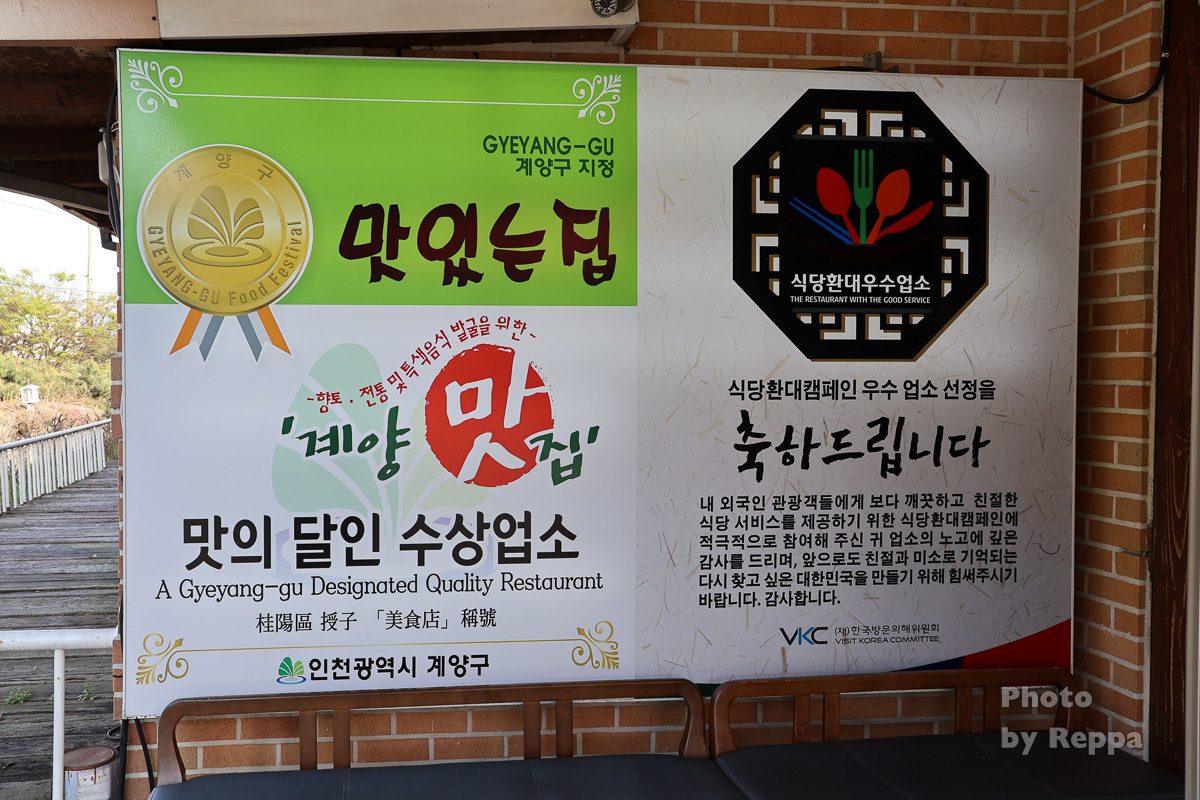 GYEYANG-GU
계양구 지정
계양구
GYEYANG-GU Food Festival
맛있는집
-향토 . 전통 및 특색음식 발굴을 위한-
'계양맛집'
맛의 달인 수상업소
A Gyeyang-gu Designated Quality Restaurant
桂陽區 授子 「美食店」稱號
인천광역시 계양구
식당환대우수업소
THE RESTAURANT WITH THE GOOD SERVICE
식당환대캠페인 우수 업소 선정을
축하드립니다
내 외국인 관광객들에게 보다 깨끗하고 친절한
식당 서비스를 제공하기 위한 식당환대캠페인에
적극적으로 참여해 주신 귀 업소의 노고에 깊은
감사를 드리며, 앞으로도 친절과 미소로 기억되는
다시 찾고 싶은 대한민국을 만들기 위해 힘써주시기
바랍니다. 감사합니다.
VKC (재)한국방문의해위원회
VISIT KOREA COMMITTEE
Photo
by Reppa